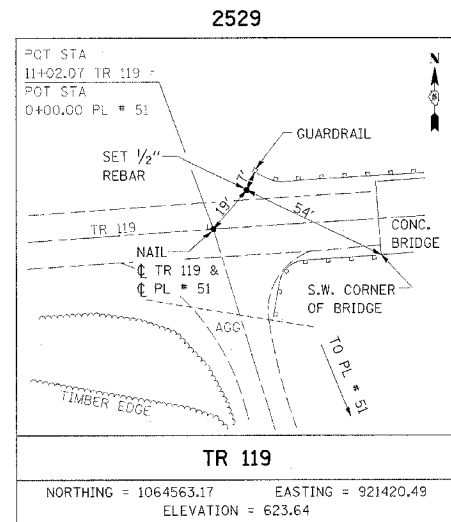 2529
POT STA
11+02.07 TR 119 =
POT STA
0+00.00 PL # 51
N
GUARDRAIL
SET 1/2"
REBAR
7'
19'
54'
TR 119
CONC.
BRIDGE
NAIL
℄ TR 119 &
℄ PL # 51
S.W. CORNER
OF BRIDGE
AGG
TO PL # 51
TIMBER EDGE
TR 119
NORTHING = 1064563.17 EASTING = 921420.49
ELEVATION = 623.64